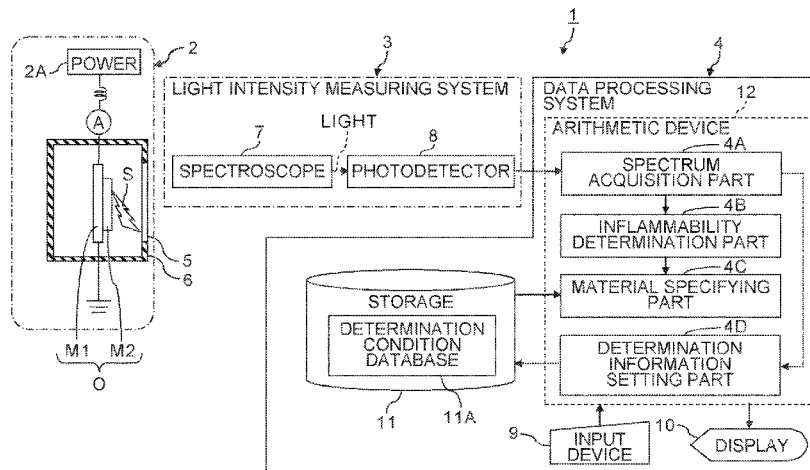 1
2
2A
POWER
A
S
5
6
M1 M2
O
3
LIGHT INTENSITY MEASURING SYSTEM
LIGHT
7
SPECTROSCOPE
8
PHOTODETECTOR
4
DATA PROCESSING
SYSTEM
12
ARITHMETIC DEVICE
4A
SPECTRUM
ACQUISITION PART
4B
INFLAMMABILITY
DETERMINATION PART
4C
MATERIAL SPECIFYING
PART
4D
DETERMINATION
INFORMATION
SETTING PART
STORAGE
DETERMINATION
CONDITION
DATABASE
11
11A
9
INPUT
DEVICE
10
DISPLAY